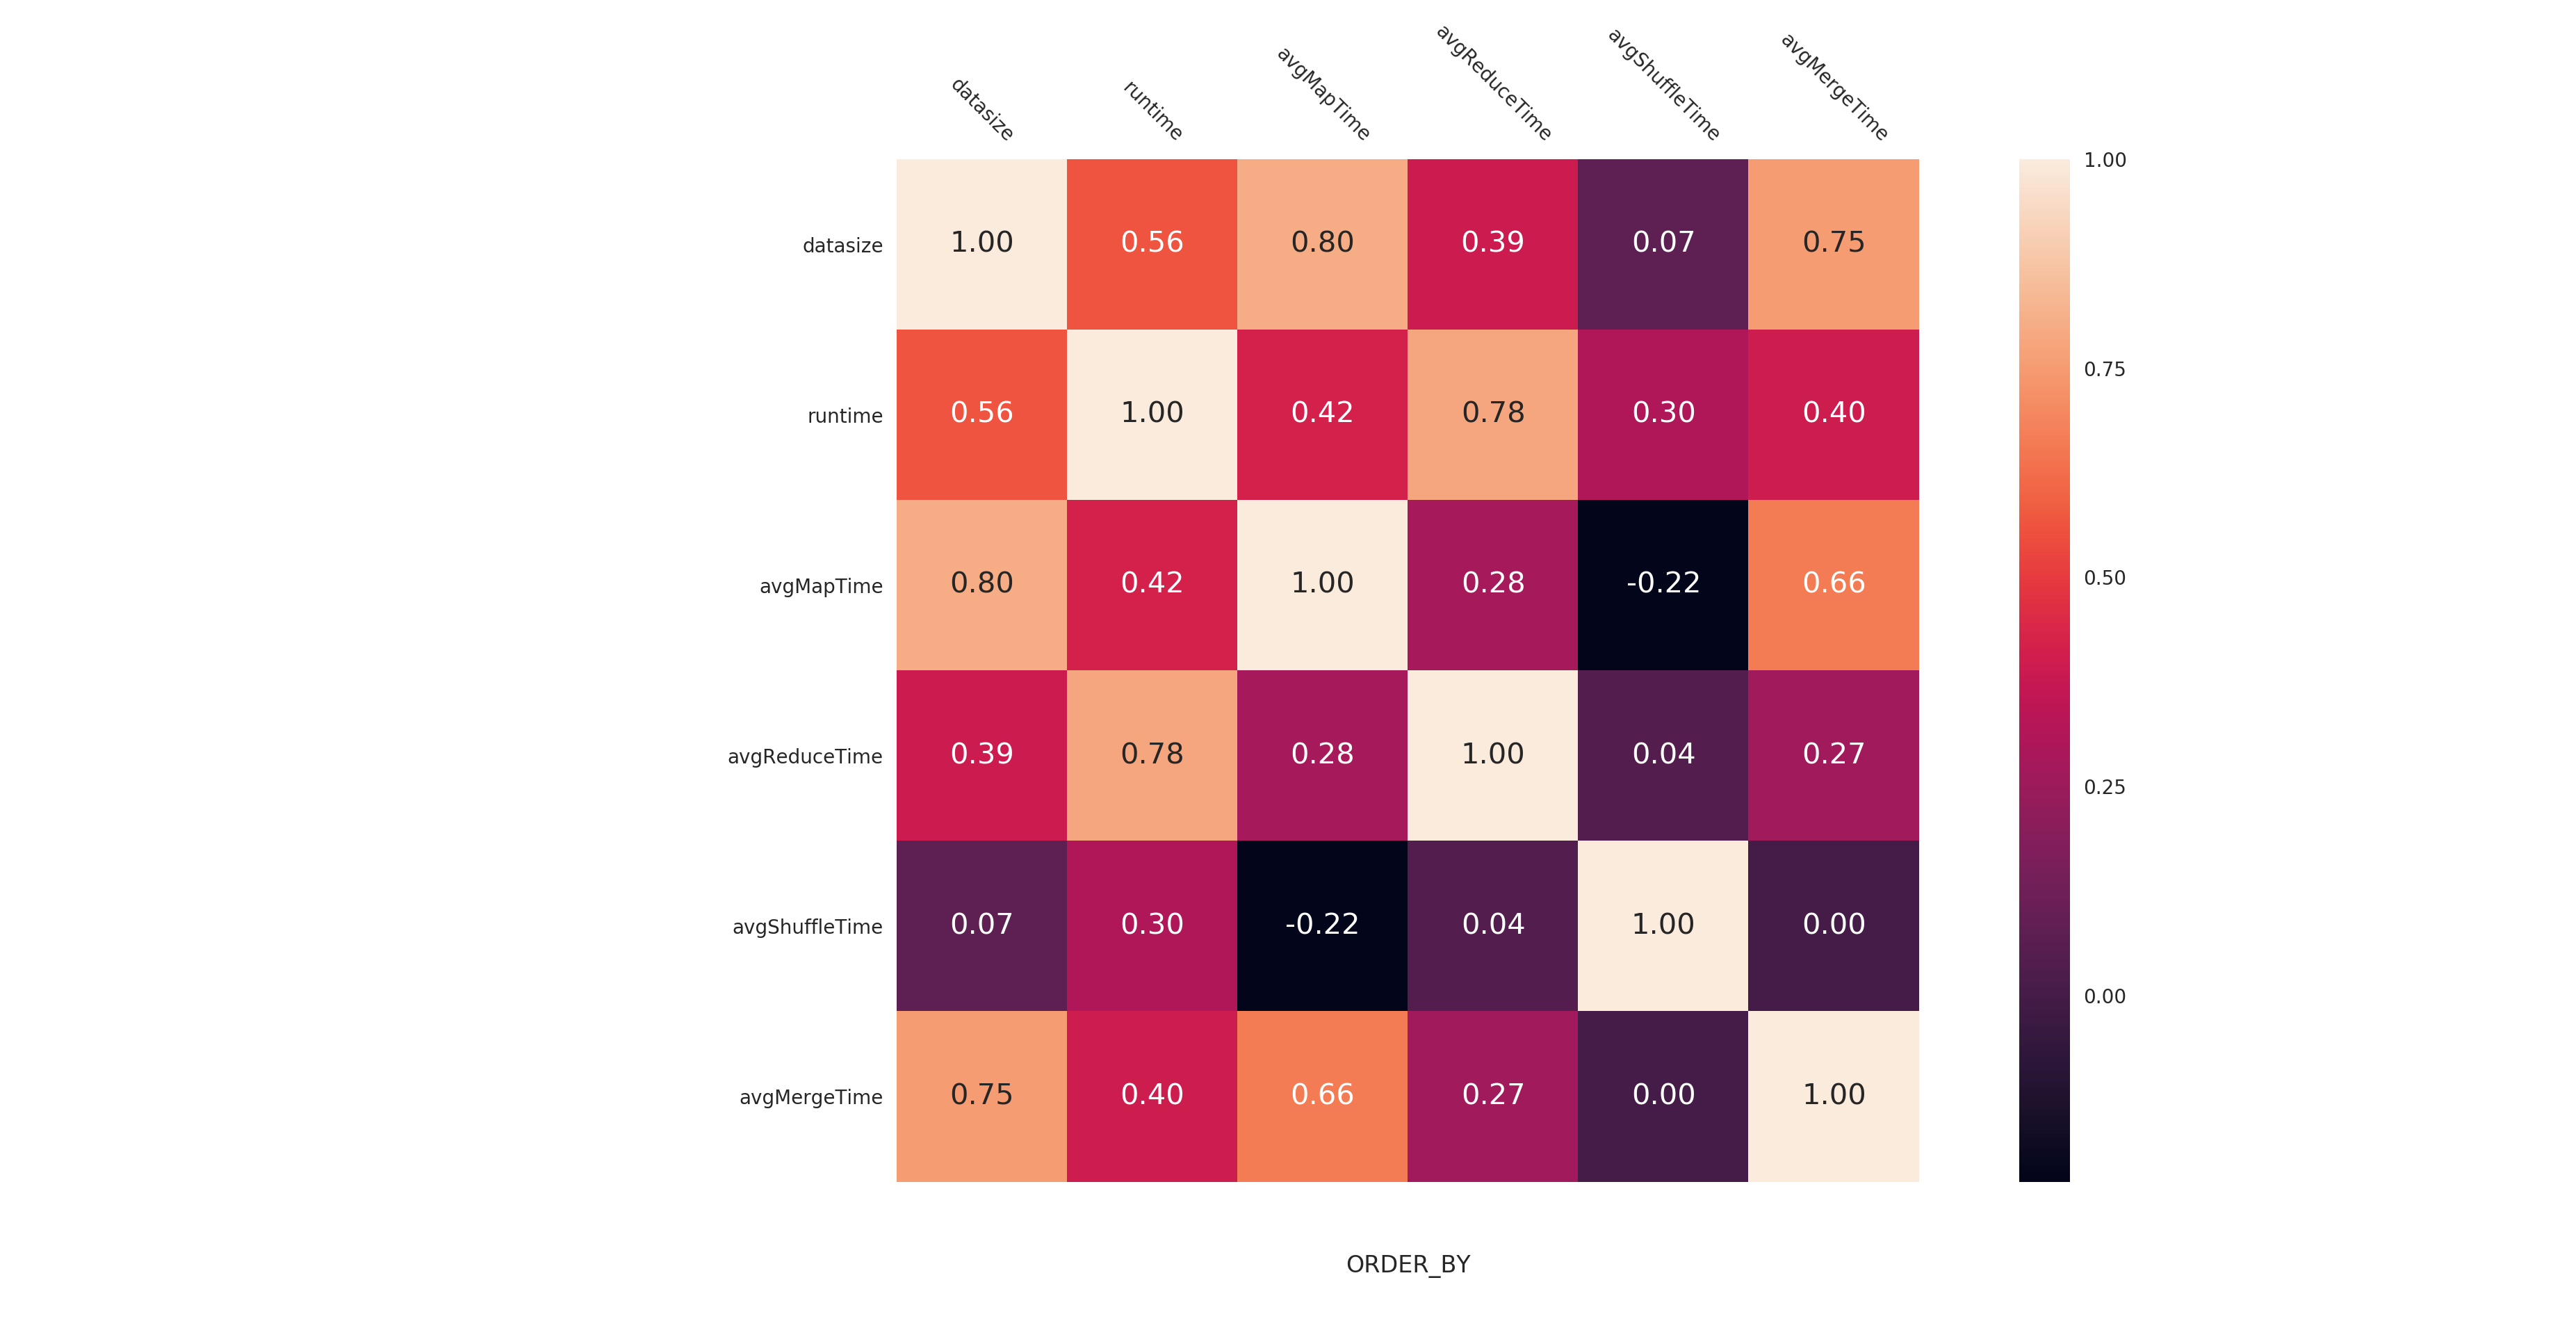 datasize runtime avgMapTime avgReduceTime avgShuffleTime avgMergeTime
datasize 1.00 0.56 0.80 0.39 0.07 0.75
runtime 0.56 1.00 0.42 0.78 0.30 0.40
avgMapTime 0.80 0.42 1.00 0.28 -0.22 0.66
avgReduceTime 0.39 0.78 0.28 1.00 0.04 0.27
avgShuffleTime 0.07 0.30 -0.22 0.04 1.00 0.00
avgMergeTime 0.75 0.40 0.66 0.27 0.00 1.00
1.00
0.75
0.50
0.25
0.00
ORDER_BY